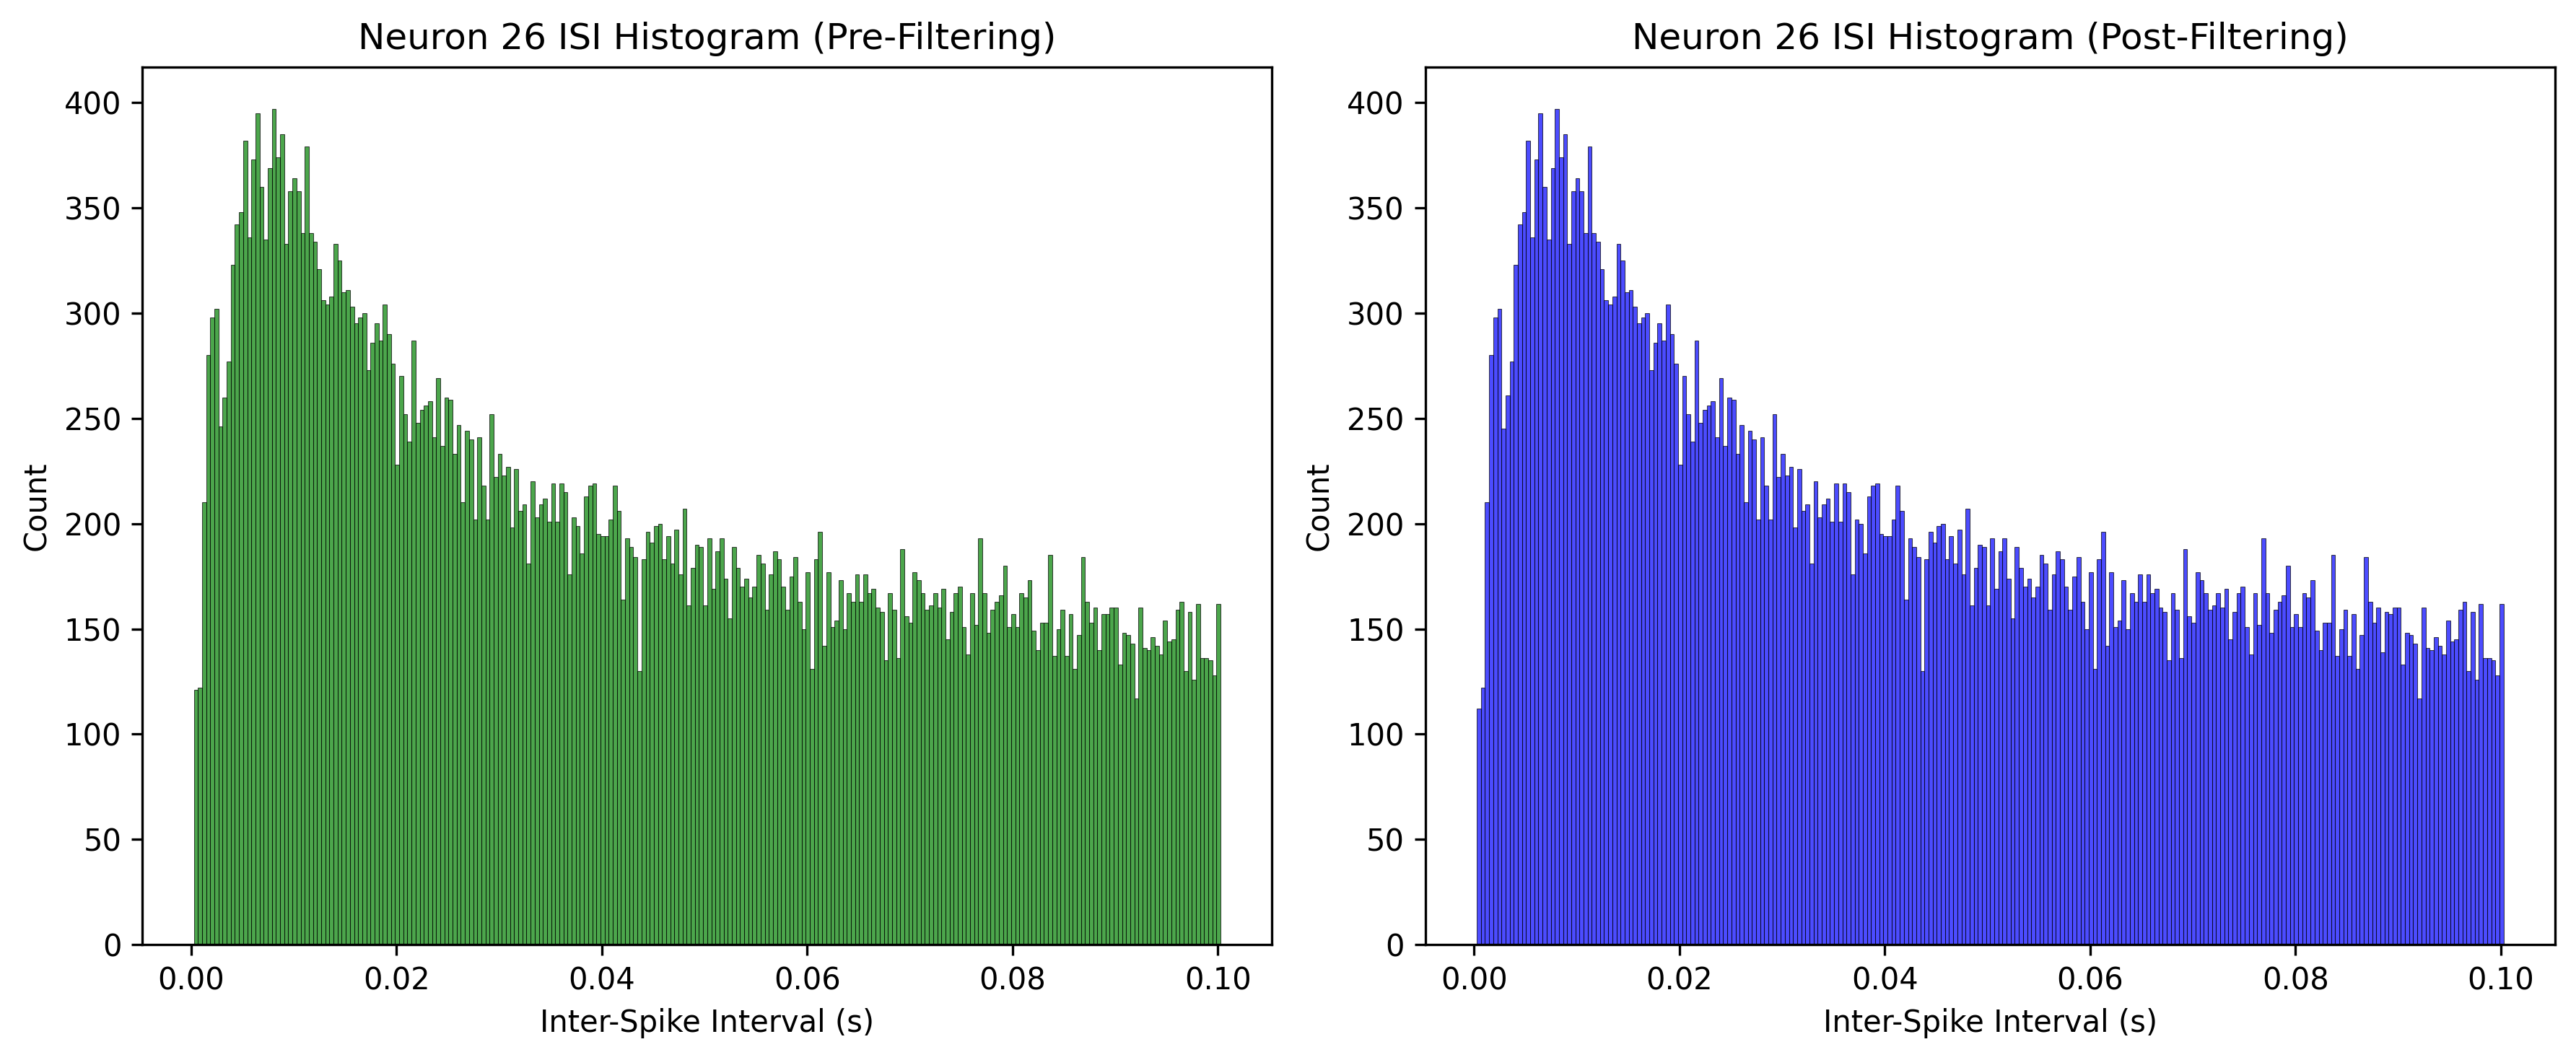 Neuron 26 ISI Histogram (Pre-Filtering)
400
350
300
250
200
150
100
50
0
Count
0.00 0.02 0.04 0.06 0.08 0.10
Inter-Spike Interval (s)
Neuron 26 ISI Histogram (Post-Filtering)
400
350
300
250
200
150
100
50
0
Count
0.00 0.02 0.04 0.06 0.08 0.10
Inter-Spike Interval (s)